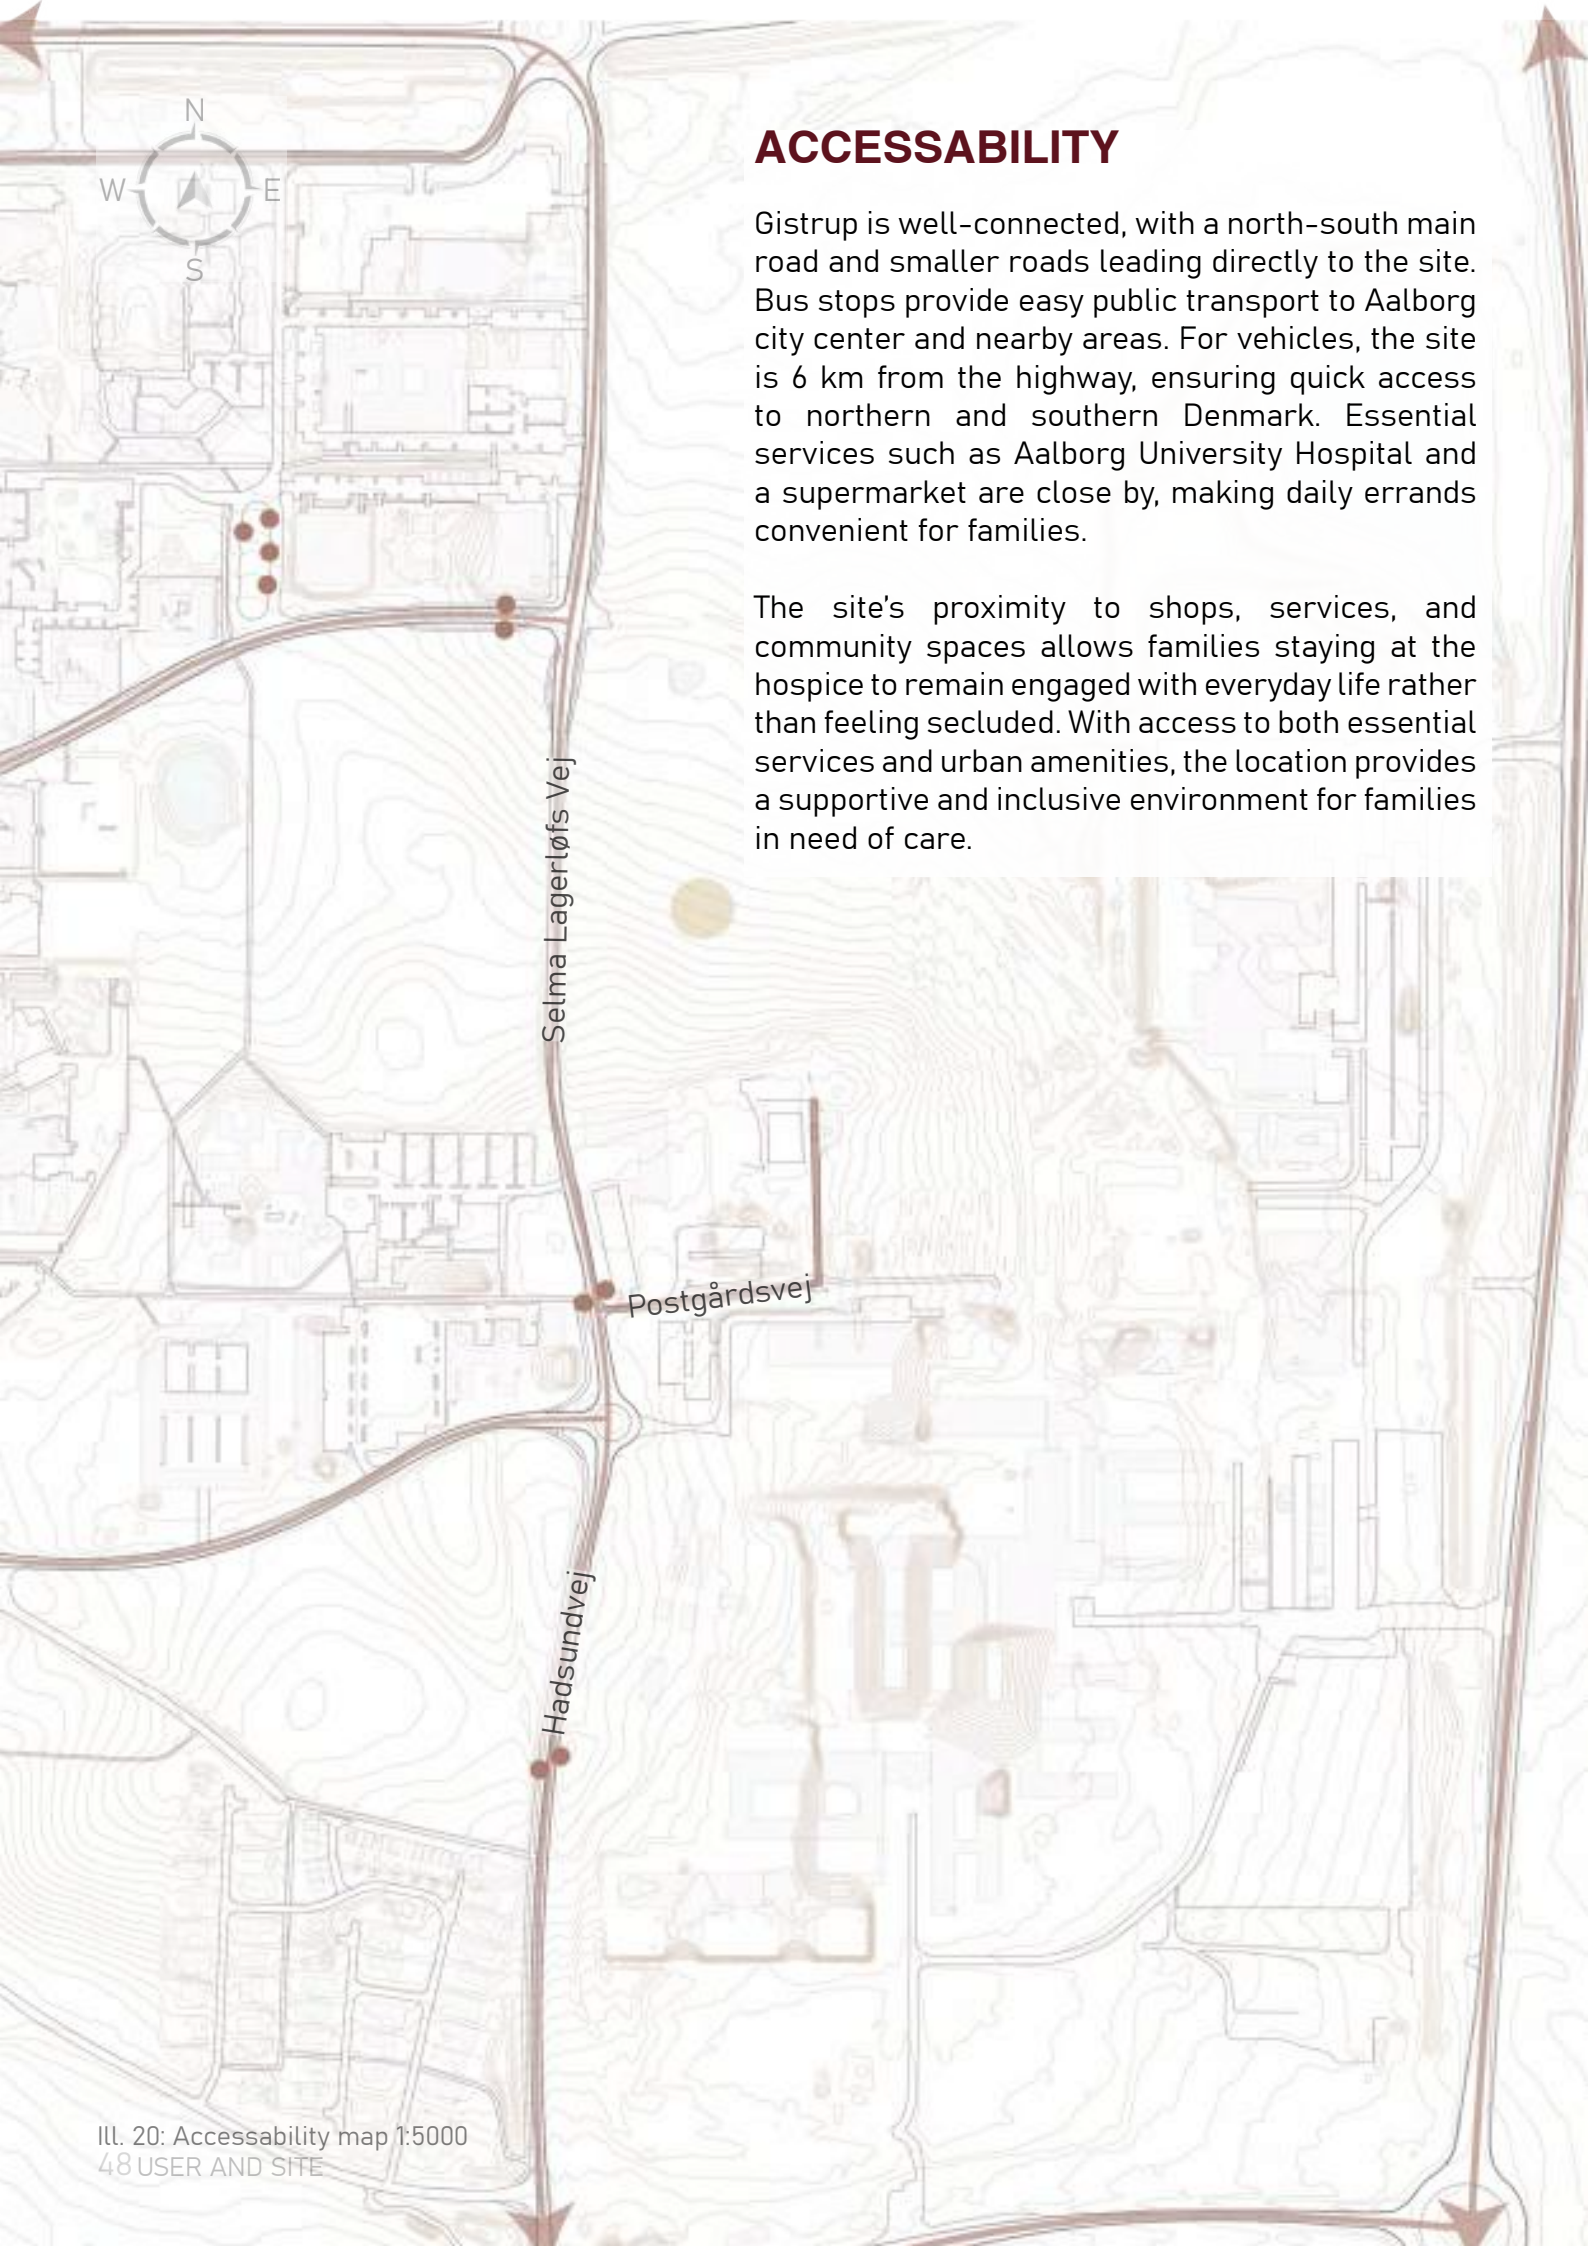 N
W
E
S
ACCESSABILITY
Gistrup is well-connected, with a north-south main
road and smaller roads leading directly to the site.
Bus stops provide easy public transport to Aalborg
city center and nearby areas. For vehicles, the site
is 6 km from the highway, ensuring quick access
to northern and southern Denmark. Essential
services such as Aalborg University Hospital and
a supermarket are close by, making daily errands
convenient for families.
The site's proximity to shops, services, and
community spaces allows families staying at the
hospice to remain engaged with everyday life rather
than feeling secluded. With access to both essential
services and urban amenities, the location provides
a supportive and inclusive environment for families
in need of care.
Selma Lagerløfs Vej
Postgårdsvej
Hadsundvej
Ill. 20: Accessability map 1:5000
48 USER AND SITE